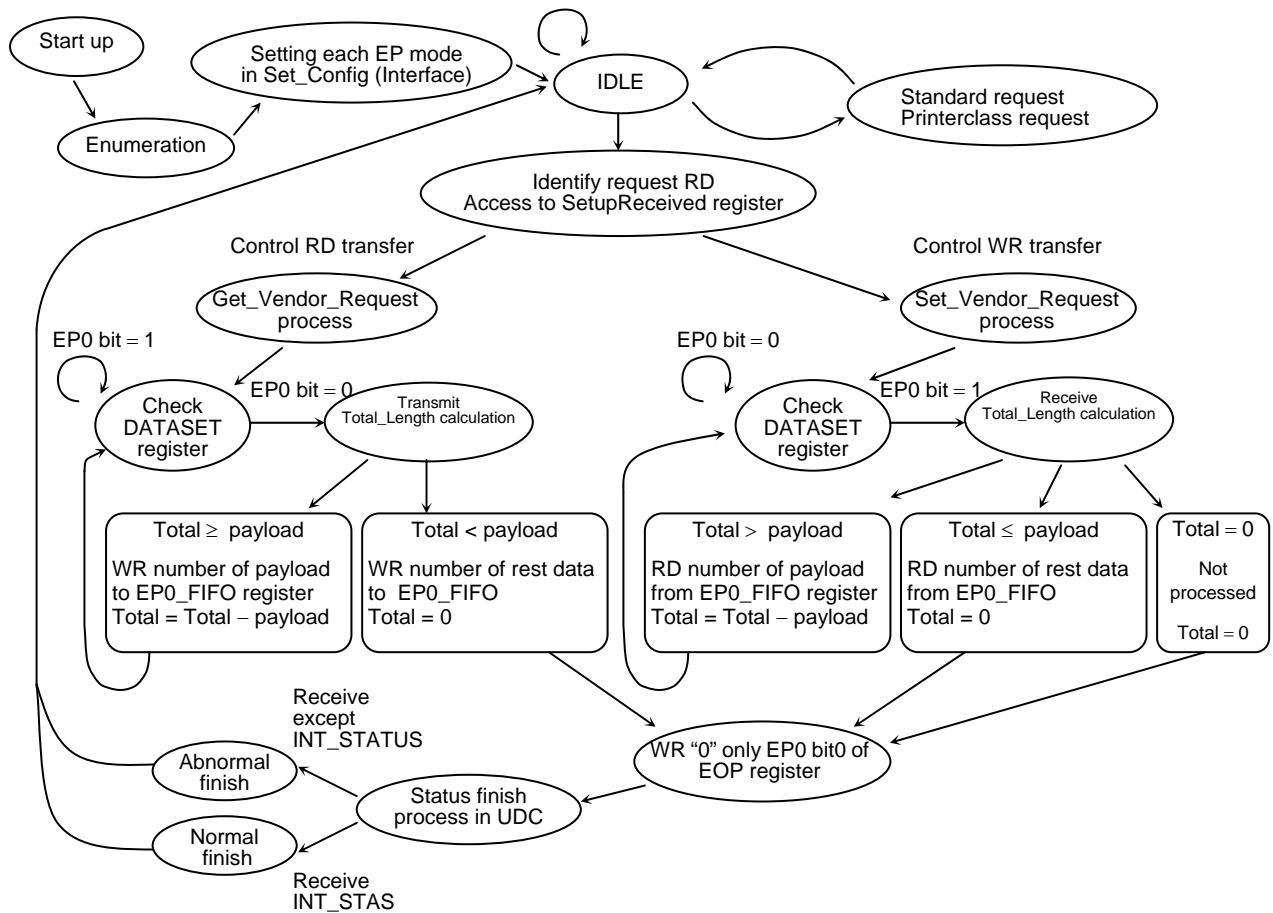 Start up
Setting each EP mode
in Set_Config (Interface)
IDLE
Standard request
Printerclass request
Enumeration
Identify request RD
Access to SetupReceived register
Control RD transfer
Control WR transfer
Get_Vendor_Request
process
Set_Vendor_Request
process
EP0 bit = 1
EP0 bit = 0
Check
DATASET
register
Transmit
Total_Length calculation
EP0 bit = 0
EP0 bit = 1
Check
DATASET
register
Receive
Total_Length calculation
Total ≥ payload
WR number of payload
to EP0_FIFO register
Total = Total − payload
Total < payload
WR number of rest data
to EP0_FIFO
Total = 0
Total > payload
RD number of payload
from EP0_FIFO register
Total = Total − payload
Total ≤ payload
RD number of rest data
from EP0_FIFO
Total = 0
Total = 0
Not
processed
Total = 0
Receive
except
INT_STATUS
WR “0” only EP0 bit0 of
EOP register
Abnormal
finish
Status finish
process in UDC
Normal
finish
Receive
INT_STAS